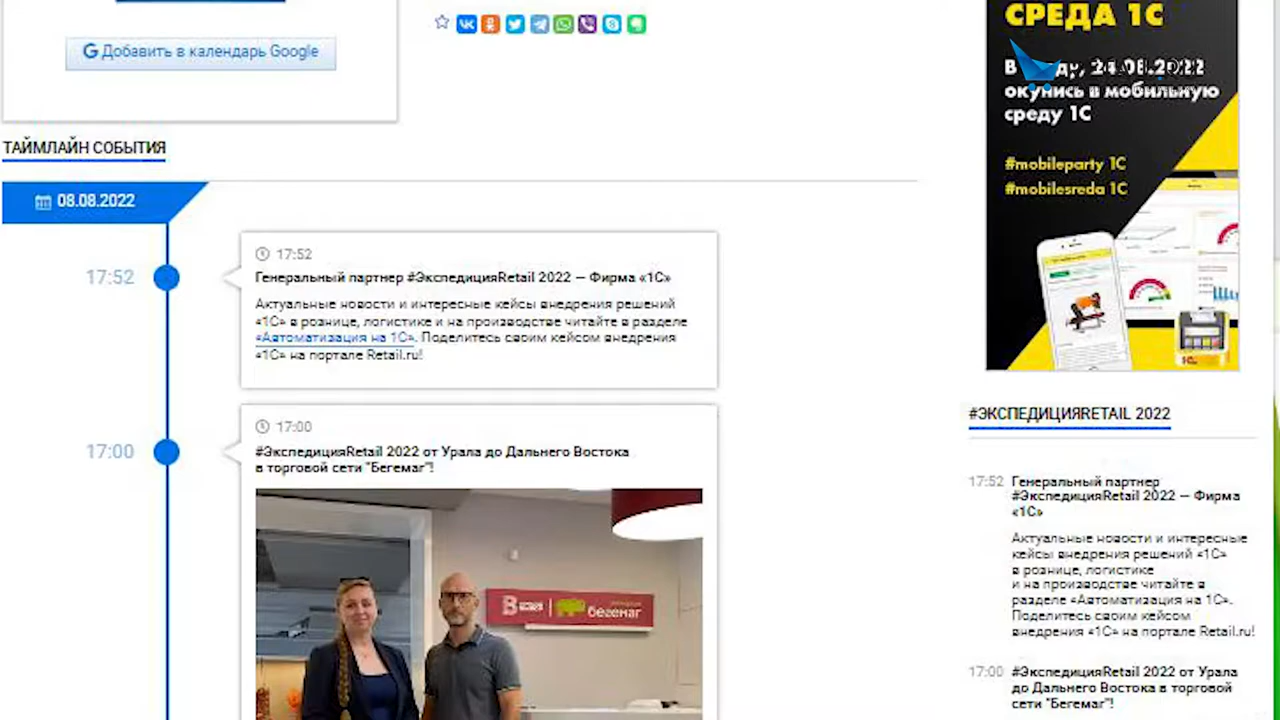 Добавить в календарь Google
ТАЙМЛАЙН СОБЫТИЯ
08.08.2022
17:52
17:52
Генеральный партнер #ЭкспедицияRetail 2022 — Фирма «1С»
Актуальные новости и интересные кейсы внедрения решений
«1С» в рознице, логистике и на производстве читайте в разделе
«Автоматизация на 1С». Поделитесь своим кейсом внедрения
«1С» на портале Retail.ru!
17:00
17:00
#ЭкспедицияRetail 2022 от Урала до Дальнего Востока
в торговой сети "Бегемаг"!
бегемаг
СРЕДА 1С
24.08.2022
окунись в мобильную
среду 1С
#mobileparty 1C
#mobilesreda 1C
#ЭКСПЕДИЦИЯRETAIL 2022
17:52 Генеральный партнер
#ЭкспедицияRetail 2022 — Фирма
«1С»
Актуальные новости и интересные
кейсы внедрения решений «1С»
в рознице, логистике
и на производстве читайте в
разделе «Автоматизация на 1С».
Поделитесь своим кейсом
внедрения «1С» на портале Retail.ru!
17:00 #ЭкспедицияRetail 2022 от Урала
до Дальнего Востока в торговой
сети "Бегемаг"!